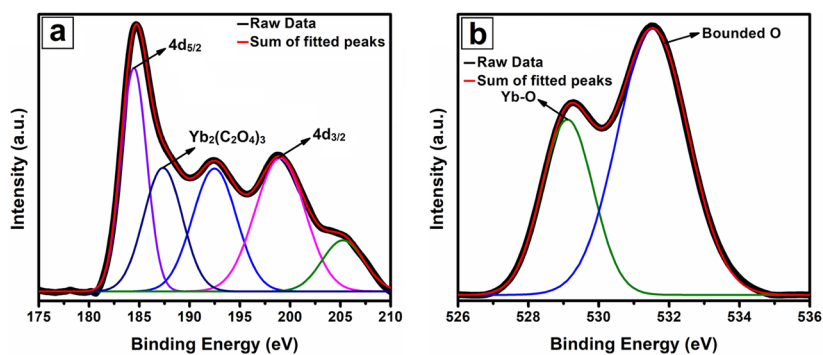 a
Raw Data
Sum of fitted peaks
4d5/2
Yb2(C2O4)3
4d3/2
Intensity (a.u.)
175 180 185 190 195 200 205 210
Binding Energy (eV)
b
Bounded O
Raw Data
Sum of fitted peaks
Yb-O
Intensity (a.u.)
526 528 530 532 534 536
Binding Energy (eV)